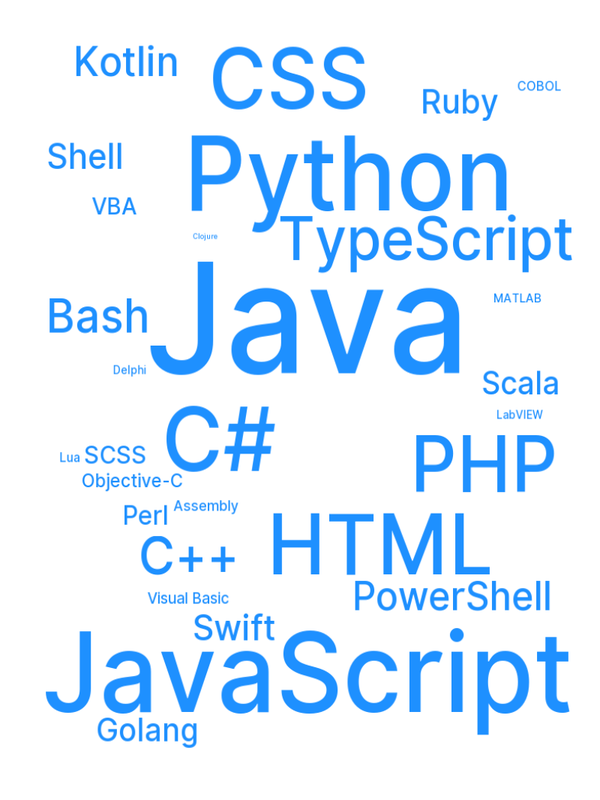 Kotlin
CSS
COBOL
Ruby
Shell
Python
VBA
Clojure
TypeScript
Java
MATLAB
Bash
Delphi
Scala
LabVIEW
C#
PHP
Lua
SCSS
Objective-C
Assembly
Perl
HTML
C++
PowerShell
Visual Basic
Swift
JavaScript
Golang